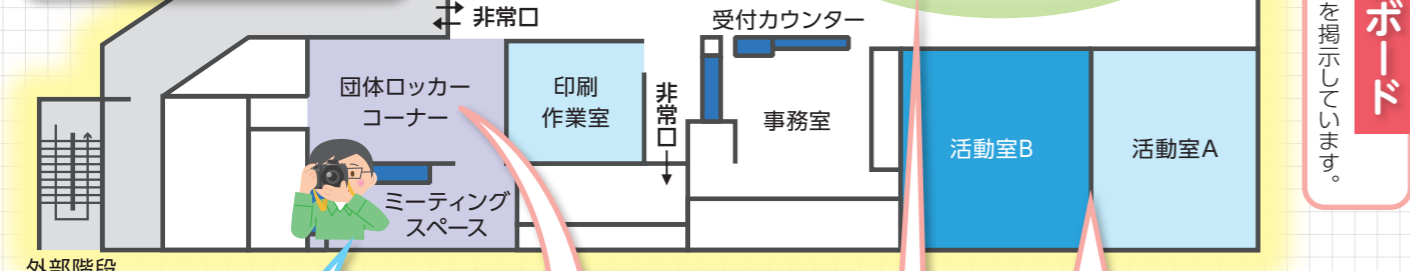 非常口
受付カウンター
団体ロッカー
コーナー
印刷
作業室
非常口
事務室
活動室B
活動室A
ミーティング
スペース
外部階段
ボード
を掲示しています。